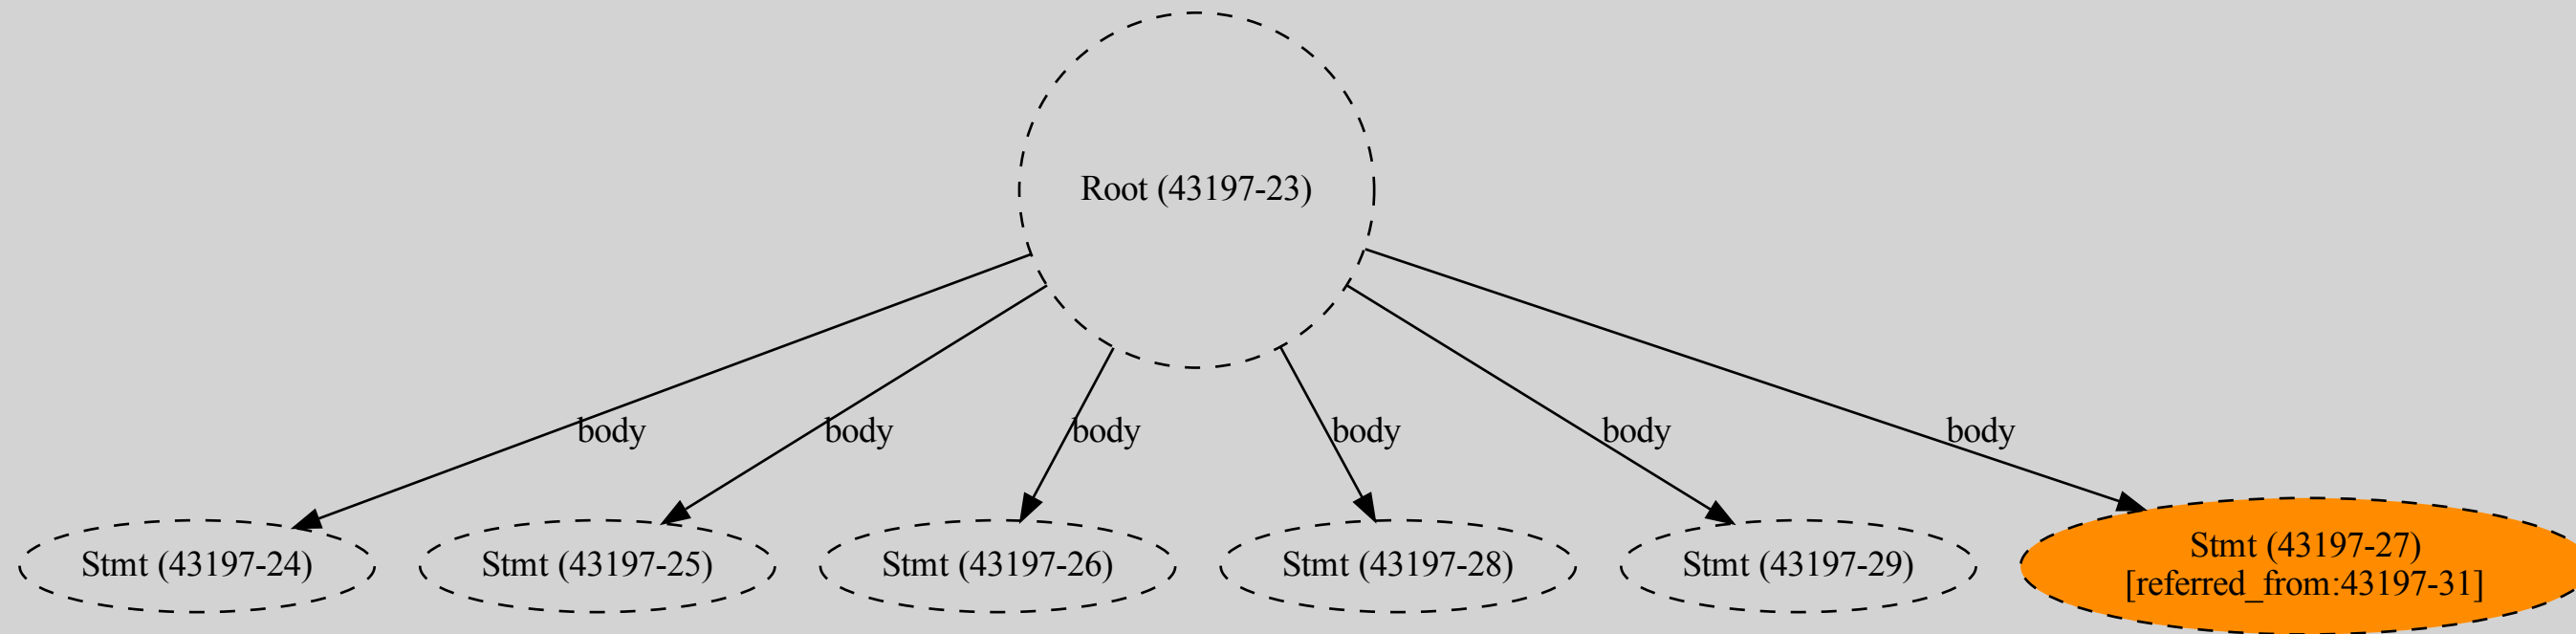 Root (43197-23)
body
body
body
body
body
body
Stmt (43197-24)
Stmt (43197-25)
Stmt (43197-26)
Stmt (43197-28)
Stmt (43197-29)
Stmt (43197-27)
[referred_from:43197-31]